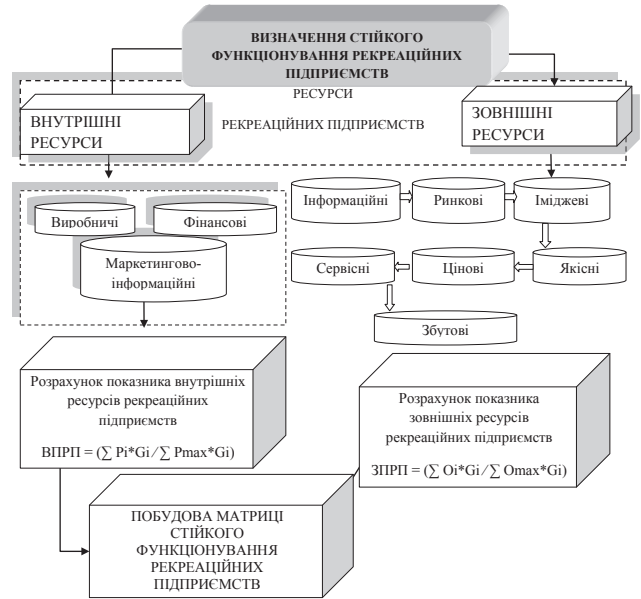 ВИЗНАЧЕННЯ СТІЙКОГО
ФУНКЦІОНУВАННЯ РЕКРЕАЦІЙНИХ
ПІДПРИЄМСТВ
РЕСУРСИ
РЕКРЕАЦІЙНИХ ПІДПРИЄМСТВ
ВНУТРІШНІ
РЕСУРСИ
ЗОВНІШНІ
РЕСУРСИ
Виробничі
Фінансові
Маркетингово-
інформаційні
Інформаційні
Ринкові
Іміджеві
Сервісні
Цінові
Якісні
Збутові
Розрахунок показника внутрішніх
ресурсів рекреаційних
підприємств
ВПРП = (∑ Pi*Gi ⁄ ∑ Pmax*Gi)
Розрахунок показника
зовнішніх ресурсів
рекреаційних підприємств
ЗПРП = (∑ Oi*Gi ⁄ ∑ Omax*Gi)
ПОБУДОВА МАТРИЦІ
СТІЙКОГО
ФУНКЦІОНУВАННЯ
РЕКРЕАЦІЙНИХ
ПІДПРИЄМСТВ